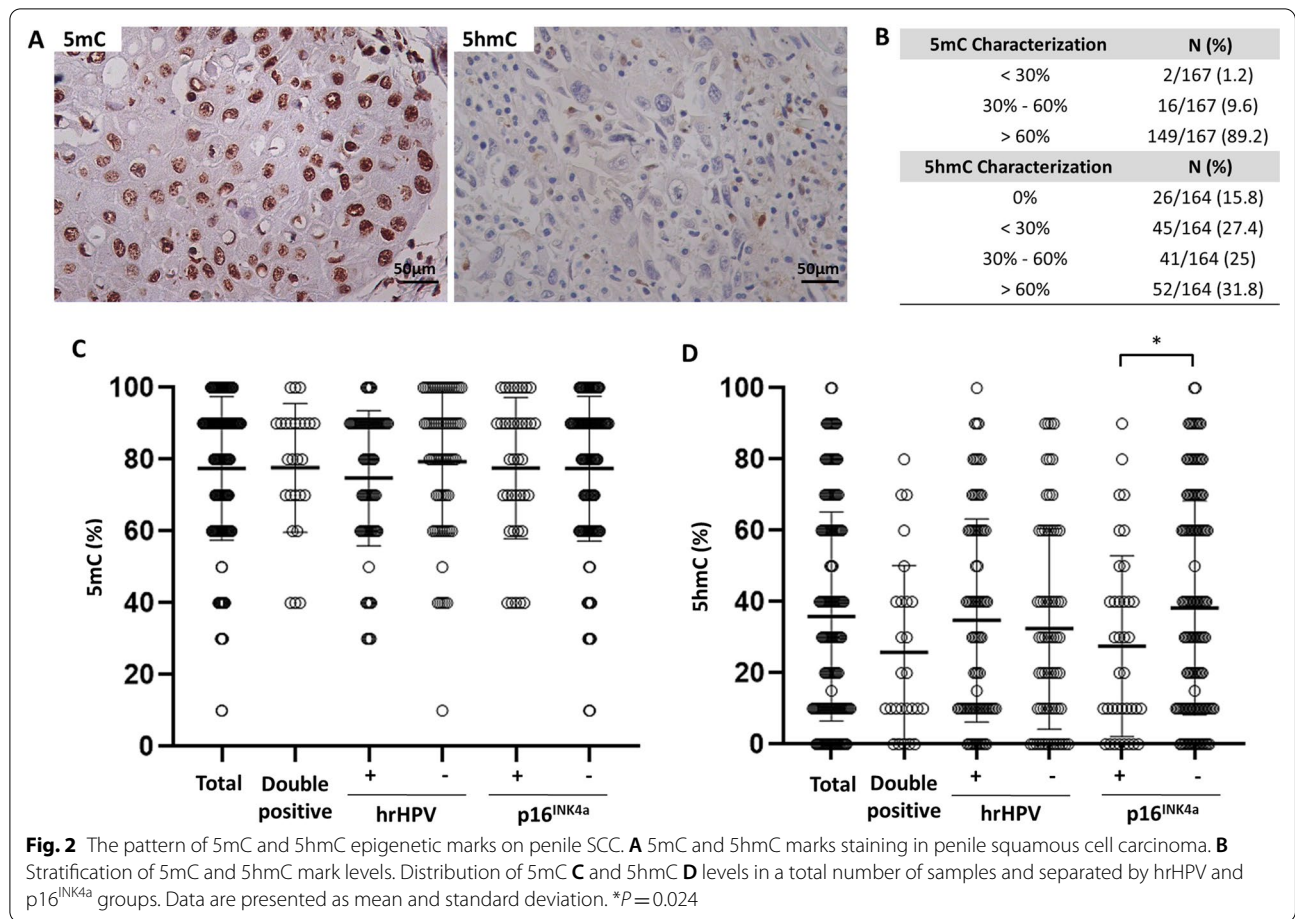 A
5mC
50μm
5hmC
50μm
B
5mC Characterization N (%)
< 30% 2/167 (1.2)
30% - 60% 16/167 (9.6)
> 60% 149/167 (89.2)
5hmC Characterization N (%)
0% 26/164 (15.8)
< 30% 45/164 (27.4)
30% - 60% 41/164 (25)
> 60% 52/164 (31.8)
C
5mC (%)
100
80
60
40
20
0
Total
Double
positive
+ - + -
hrHPV p16INK4a
D
*
5hmC (%)
100
80
60
40
20
0
Total
Double
positive
+ - + -
hrHPV p16INK4a
Fig. 2 The pattern of 5mC and 5hmC epigenetic marks on penile SCC. A 5mC and 5hmC marks staining in penile squamous cell carcinoma. B
Stratification of 5mC and 5hmC mark levels. Distribution of 5mC C and 5hmC D levels in a total number of samples and separated by hrHPV and
p16INK4a groups. Data are presented as mean and standard deviation. *P = 0.024